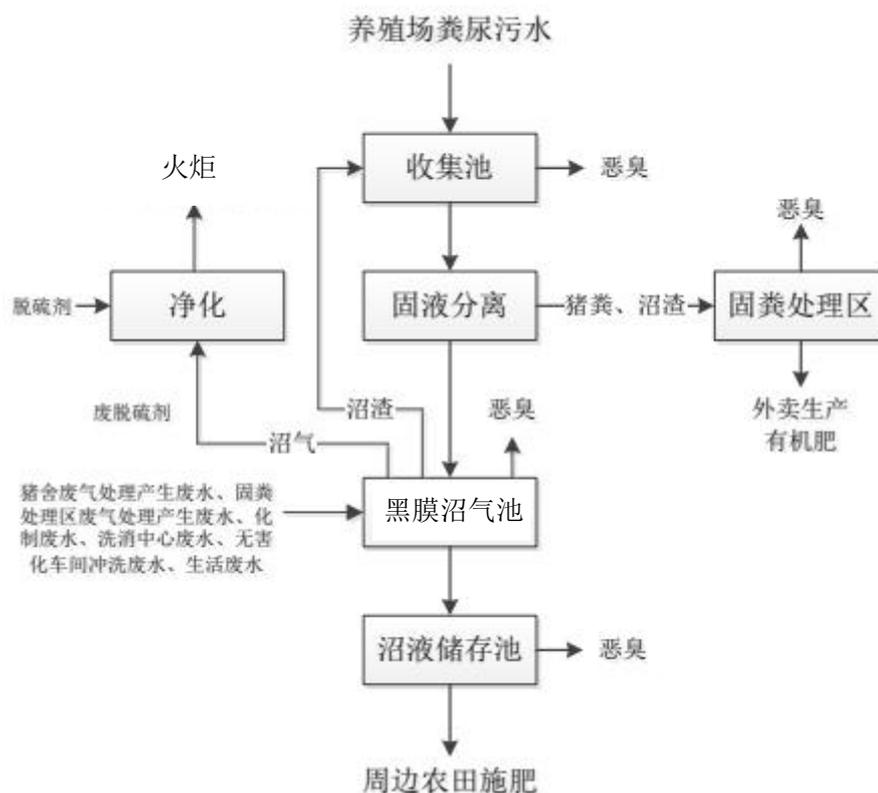 养殖场粪尿污水
收集池
恶臭
火炬
恶臭
脱硫剂
净化
固液分离
猪粪、沼渣
固粪处理区
废脱硫剂
沼渣
恶臭
外卖生产
有机肥
沼气
猪舍废气处理产生废水、固粪
处理区废气处理产生废水、化
制废水、洗消中心废水、无害
化车间冲洗废水、生活废水
黑膜沼气池
沼液储存池
恶臭
周边农田施肥